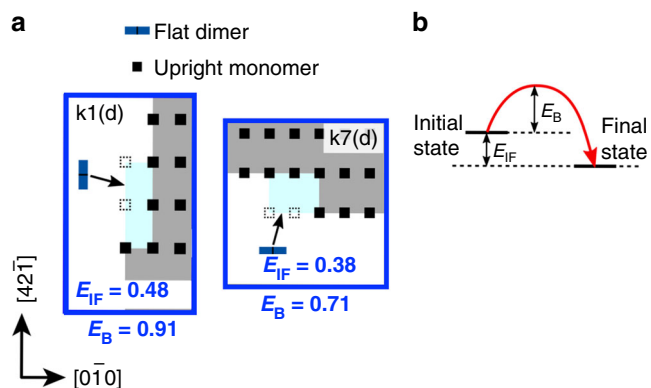 a
Flat dimer
Upright monomer
k1(d)
E_IF = 0.48
E_B = 0.91
k7(d)
E_IF = 0.38
E_B = 0.71
[42̅1̅]
[01̅0]
b
Initial
state
E_B
E_IF
Final
state